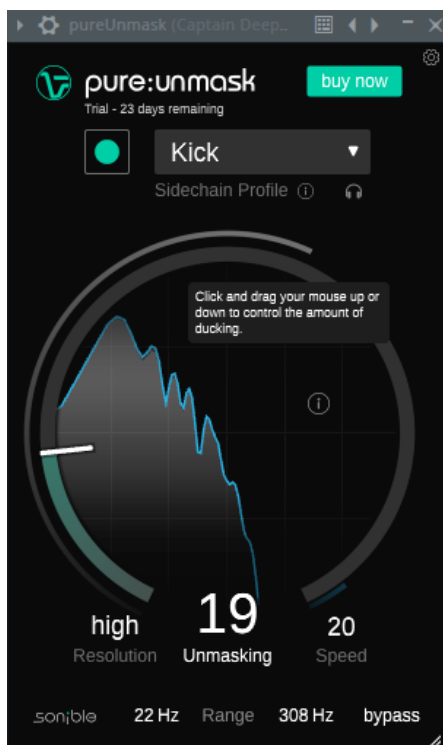 pureUnmask (Captain Deep..
pure:unmask
buy now
Trial - 23 days remaining
Kick
Sidechain Profile
Click and drag your mouse up or
down to control the amount of
ducking.
high 19 20
Resolution Unmasking Speed
sonible 22 Hz Range 308 Hz bypass